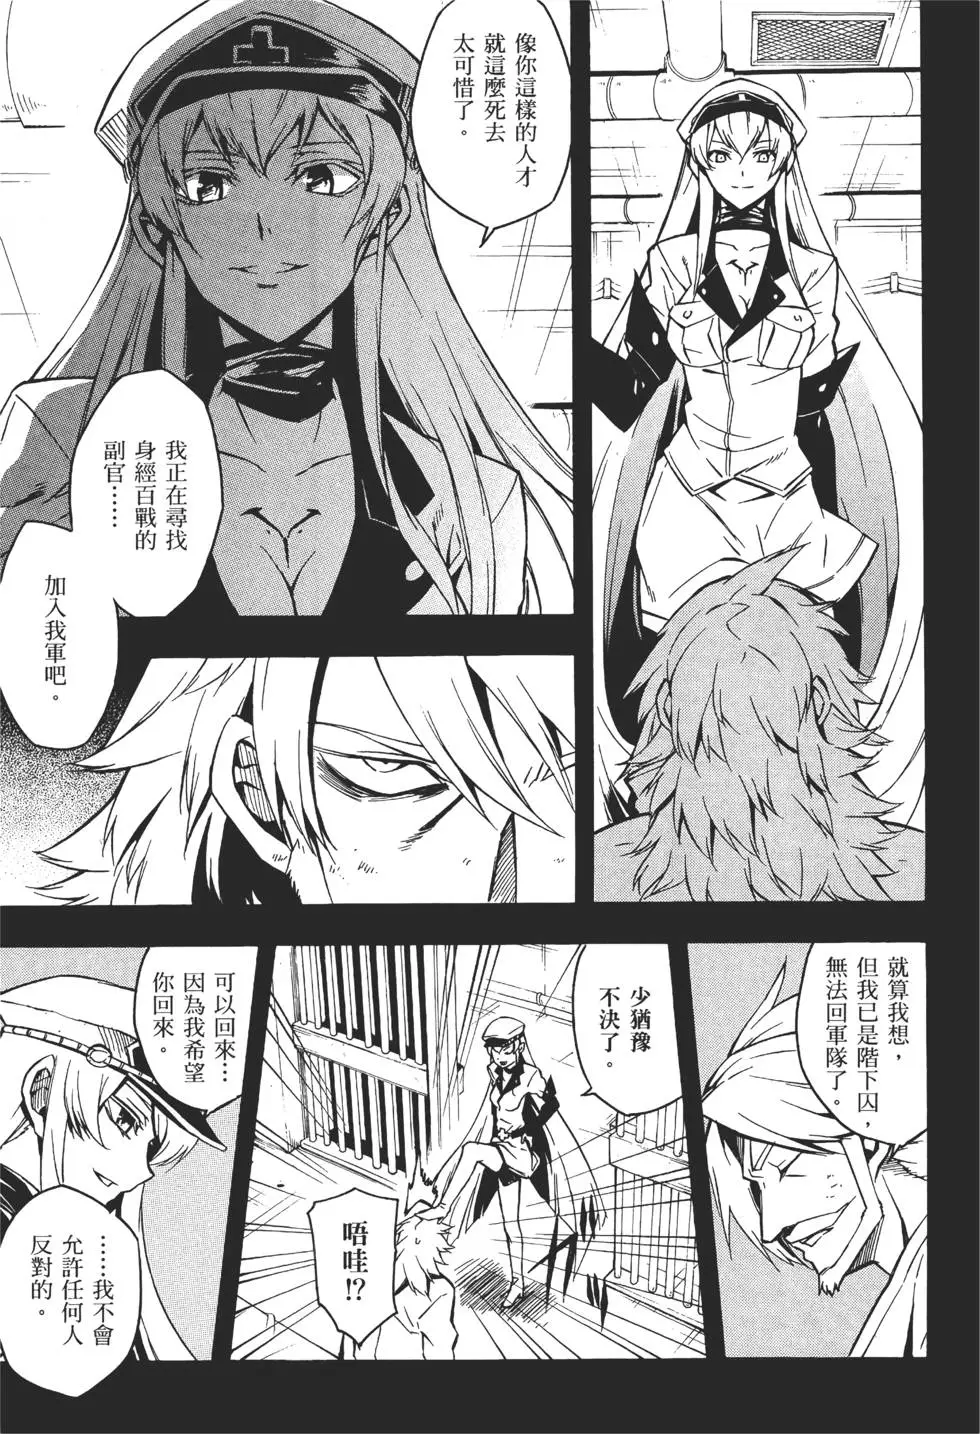 像你這樣的人才
就這麼死去
太可惜了。
我正在尋找
身經百戰的
副官⋯⋯
加入我軍吧。
就算我想，
但我已是階下囚，
無法回軍隊了。
少猶豫
不決了。
唔哇!?
可以回來…
因為我希望
你回來。
⋯⋯我不會
允許任何人
反對的。